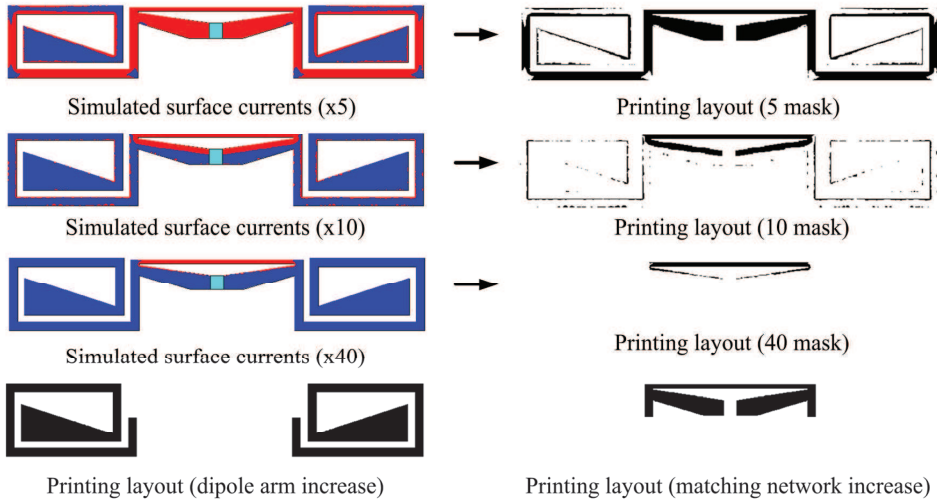 Simulated surface currents (x5)
Printing layout (5 mask)
Simulated surface currents (x10)
Printing layout (10 mask)
Simulated surface currents (x40)
Printing layout (40 mask)
Printing layout (dipole arm increase)
Printing layout (matching network increase)